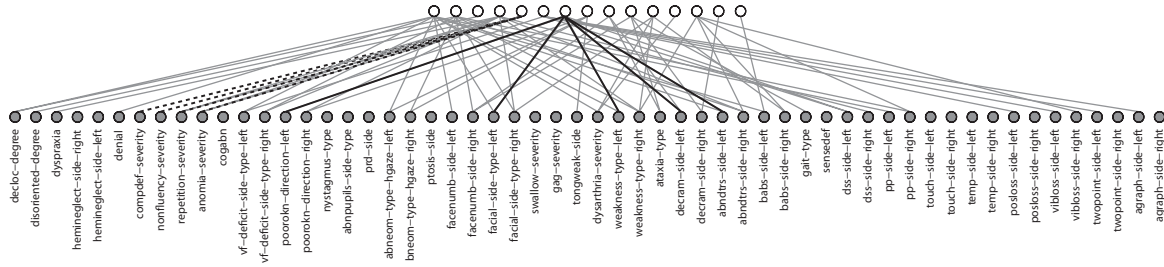 decloc–degree
disoriented–degree
dyspraxia
hemineglect–side–right
hemineglect–side–left
denial
compdef–severity
nonfluency–severity
repetition–severity
anomia–severity
cogabn
vf–deficit–side–type–left
vf–deficit–side–type–right
poorokn–direction–left
poorokn–direction–right
nystagmus–type
abnpupils–side–type
prd–side
abneom–type–hgaze–left
bneom–type–hgaze–right
ptosis–side
facenumb–side–left
facenumb–side–right
facial–side–type–left
facial–side–type–right
swallow–severity
gag–severity
tongweak–side
dysarthria–severity
weakness–type–left
weakness–type–right
ataxia–type
decram–side–left
decram–side–right
abndtrs–side–left
abndtrs–side–right
babs–side–left
babs–side–right
gait–type
sensedef
dss–side–left
dss–side–right
pp–side–left
pp–side–right
touch–side–left
touch–side–right
temp–side–left
temp–side–right
posloss–side–left
posloss–side–right
vibloss–side–left
vibloss–side–right
twopoint–side–left
twopoint–side–right
agraph–side–left
agraph–side–right